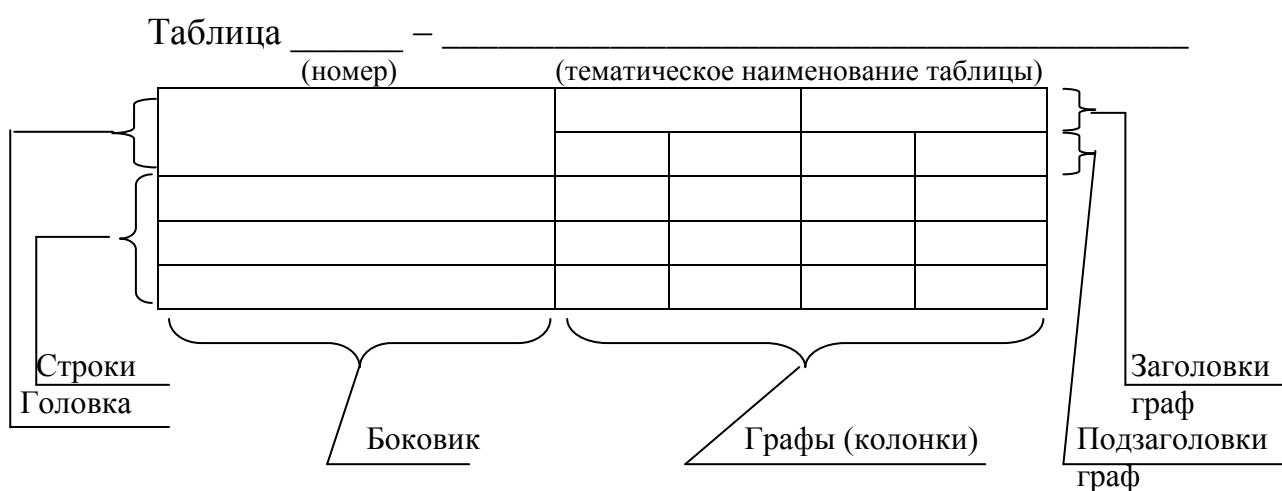 Таблица ______ – ________________________________________
(номер) (тематическое наименование таблицы)
Строки
Головка
Боковик
Графы (колонки)
Заголовки
граф
Подзаголовки
граф